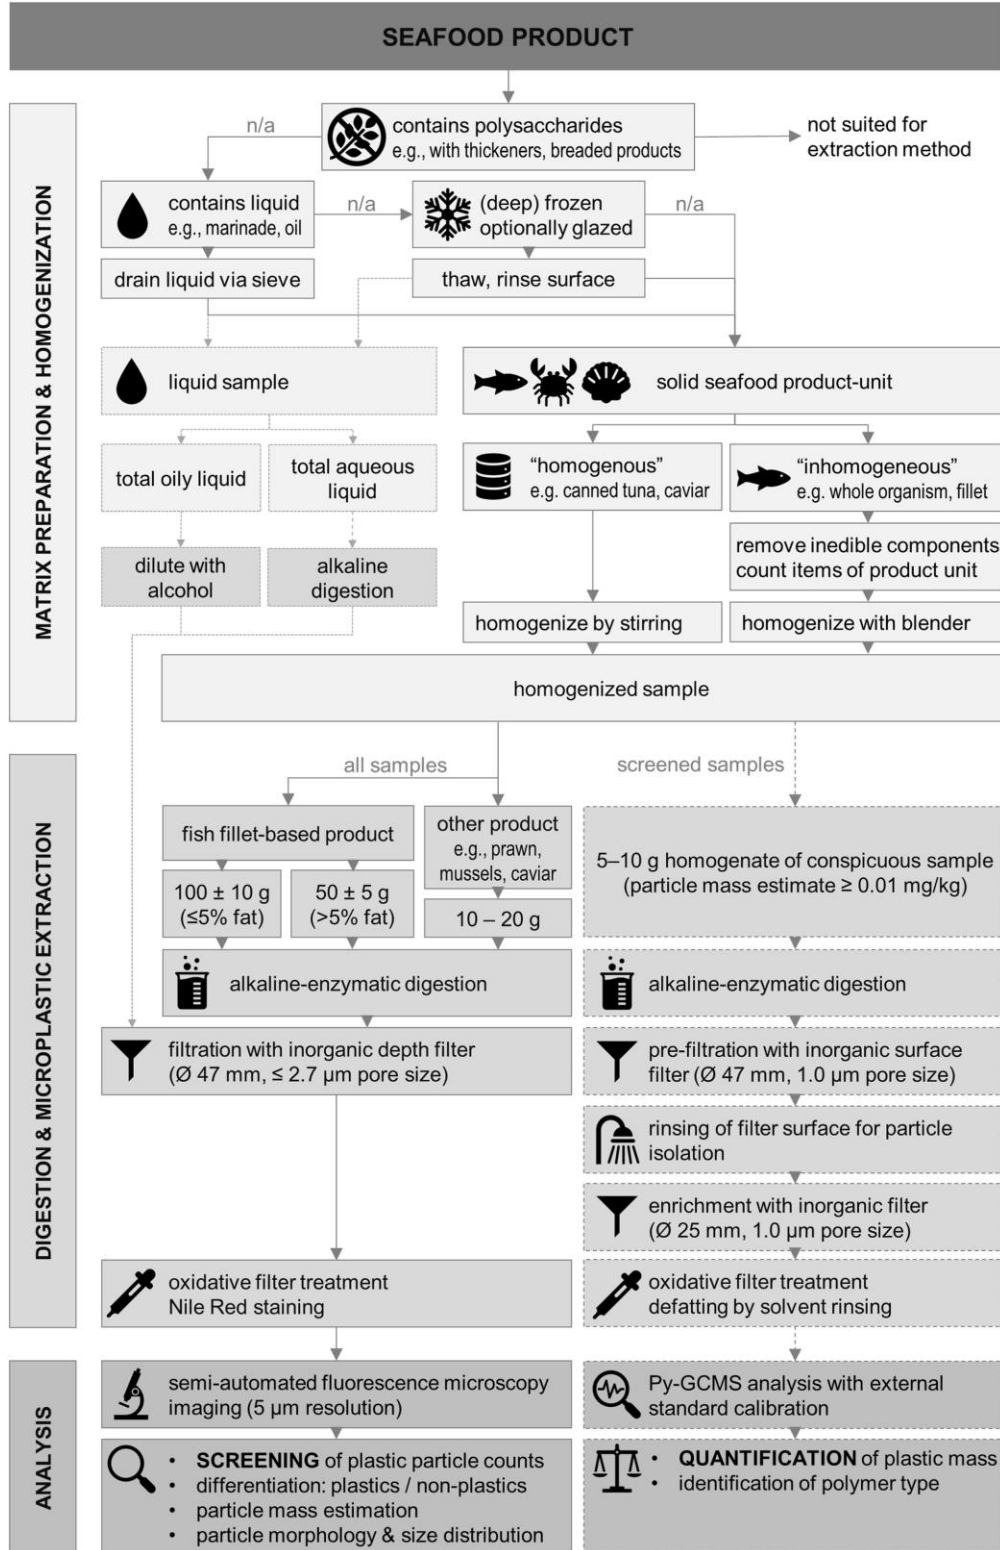 SEAFOOD PRODUCT
MATRIX PREPARATION & HOMOGENIZATION
n/a
contains polysaccharides
e.g., with thickeners, breaded products
not suited for
extraction method
contains liquid
e.g., marinade, oil
n/a
(deep) frozen
optionally glazed
n/a
drain liquid via sieve
thaw, rinse surface
liquid sample
solid seafood product-unit
total oily liquid
total aqueous
liquid
“homogenous”
e.g. canned tuna, caviar
“inhomogeneous”
e.g. whole organism, fillet
dilute with
alcohol
alkaline
digestion
remove inedible components
count items of product unit
homogenize by stirring
homogenize with blender
homogenized sample
DIGESTION & MICROPLASTIC EXTRACTION
all samples
screened samples
fish fillet-based product
other product
e.g., prawn,
mussels, caviar
100 ± 10 g
(≤5% fat)
50 ± 5 g
(>5% fat)
10 – 20 g
5–10 g homogenate of conspicuous sample
(particle mass estimate ≥ 0.01 mg/kg)
alkaline-enzymatic digestion
alkaline-enzymatic digestion
filtration with inorganic depth filter
(Ø 47 mm, ≤ 2.7 µm pore size)
pre-filtration with inorganic surface
filter (Ø 47 mm, 1.0 µm pore size)
rinsing of filter surface for particle
isolation
enrichment with inorganic filter
(Ø 25 mm, 1.0 µm pore size)
oxidative filter treatment
Nile Red staining
oxidative filter treatment
defatting by solvent rinsing
ANALYSIS
semi-automated fluorescence microscopy
imaging (5 µm resolution)
Py-GCMS analysis with external
standard calibration
• SCREENING of plastic particle counts
• differentiation: plastics / non-plastics
• particle mass estimation
• particle morphology & size distribution
• QUANTIFICATION of plastic mass
• identification of polymer type